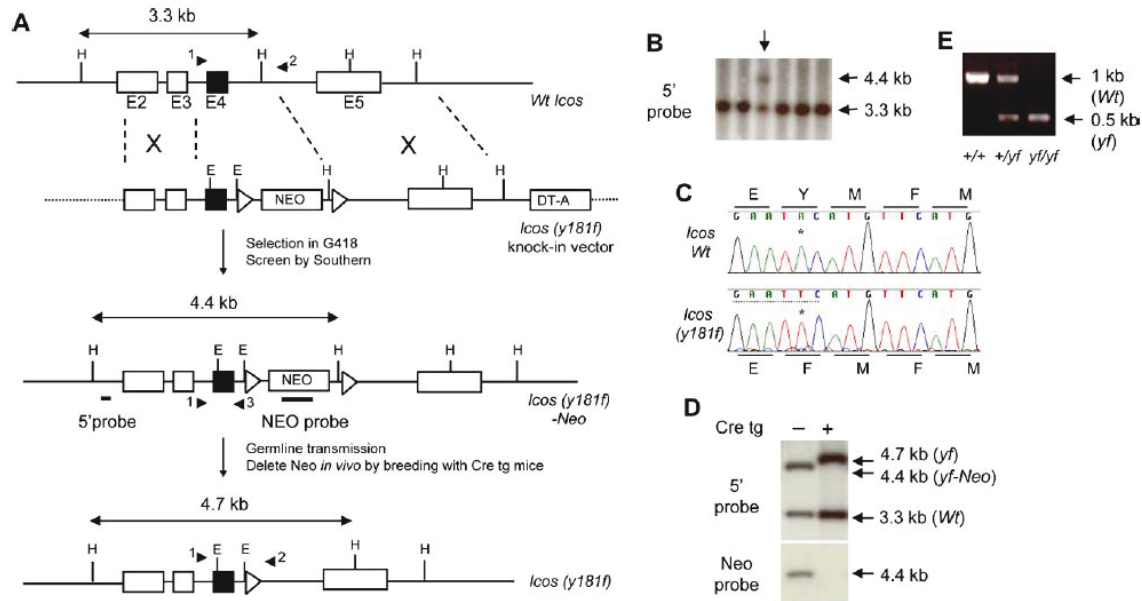 A
3.3 kb
H
1
H
2
H
H
E2
E3
E4
E5
Wt Icos
X
X
E
E
H
H
H
NEO
DT-A
Icos (y181f)
knock-in vector
Selection in G418
Screen by Southern
4.4 kb
H
E
E
H
H
H
NEO
1
3
Icos (y181f)
-Neo
5'probe
NEO probe
Germline transmission
Delete Neo in vivo by breeding with Cre tg mice
4.7 kb
H
1
E
E
2
H
H
Icos (y181f)
B
5'
probe
4.4 kb
3.3 kb
E
1 kb
(Wt)
0.5 kb
(yf)
+/+ +/yf yf/yf
C
E Y M F M
G A A T A C A T G T T C A T G
*
Icos
Wt
G A A T T C A T G T T C A T G
*
Icos
(y181f)
E F M F M
D
Cre tg − +
5'
probe
4.7 kb (yf)
4.4 kb (yf-Neo)
3.3 kb (Wt)
Neo
probe
4.4 kb